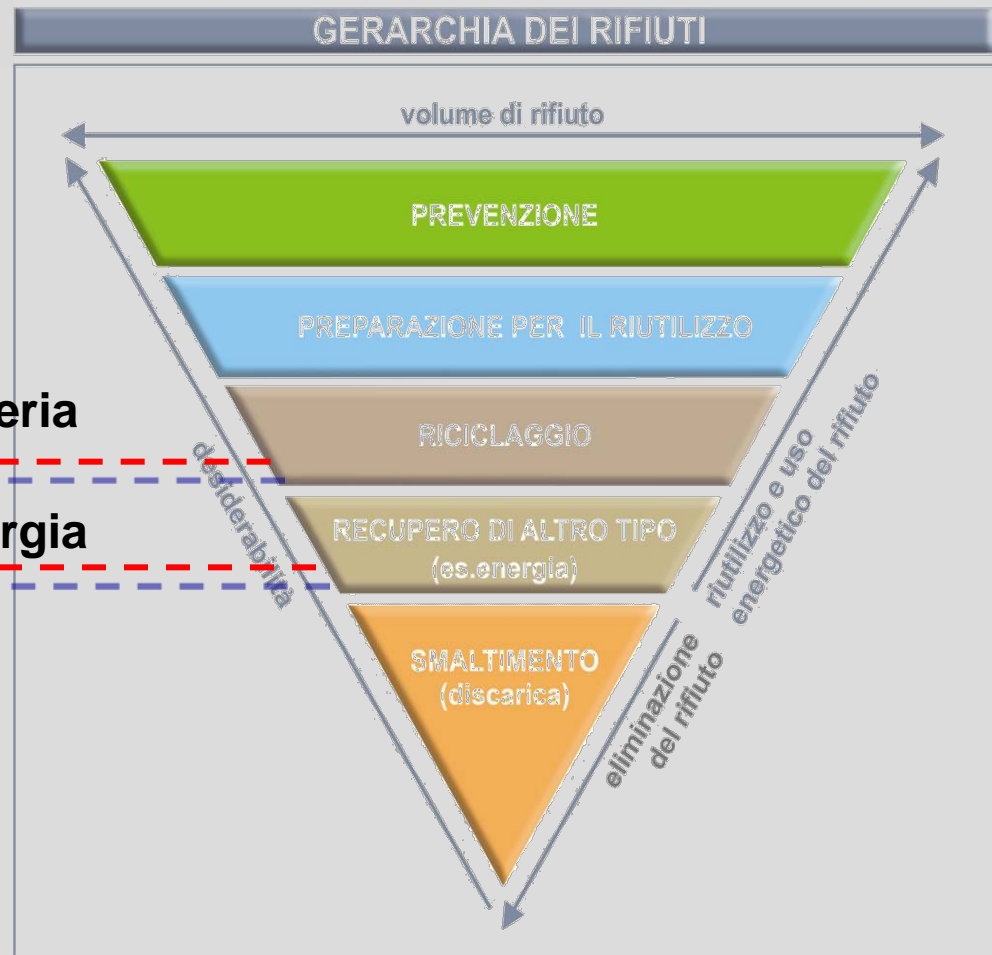 GERARCHIA DEI RIFIUTI
volume di rifiuto
PREVENZIONE
PREPARAZIONE PER IL RIUTILIZZO
eria
RICICLAGGIO
rgia
RECUPERO DI ALTRO TIPO
(es.energia)
SMALTIMENTO
(discarica)
desiderabilità
riutilizzo e uso
energetico del rifiuto
eliminazione
del rifiuto